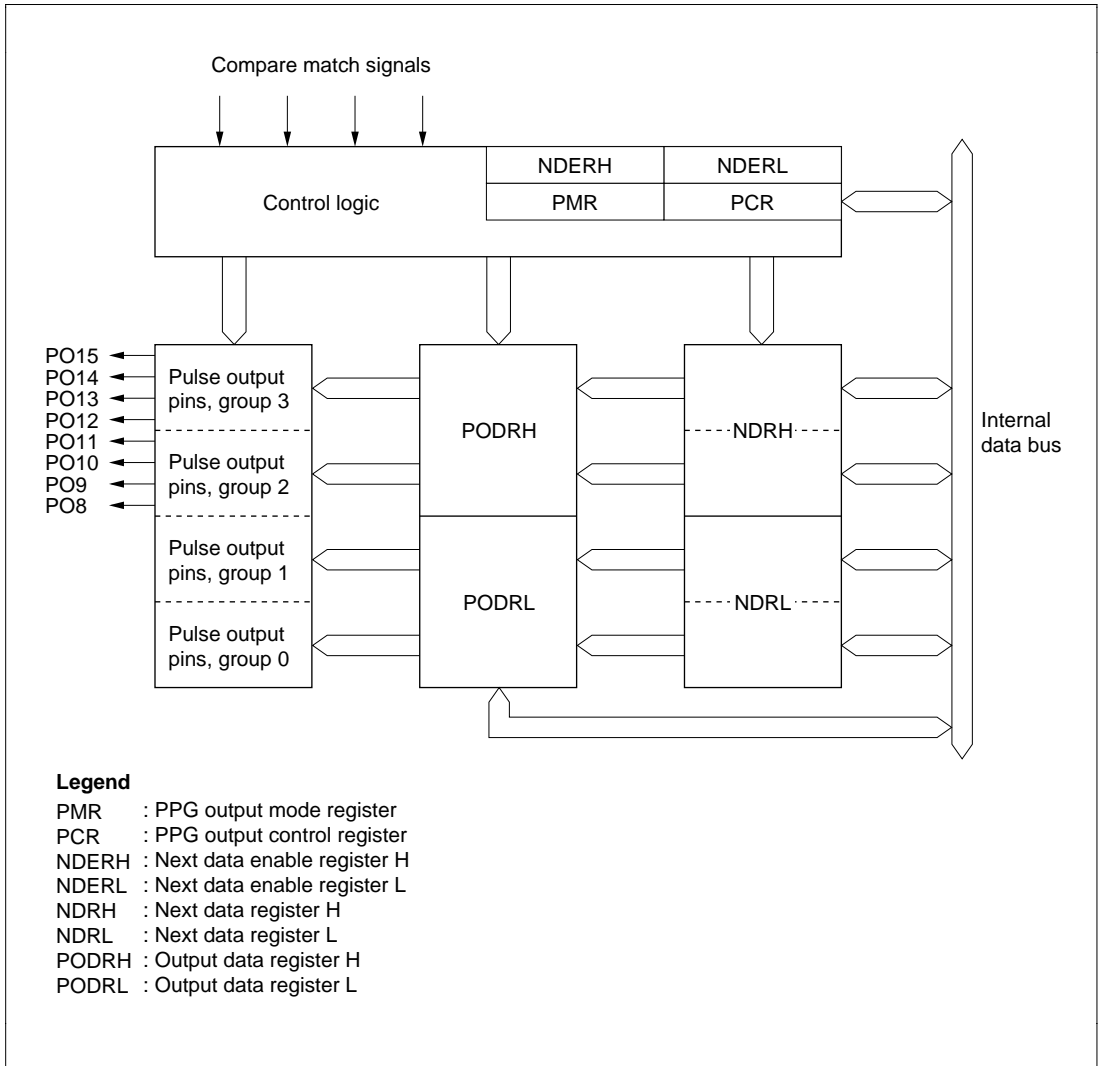 Compare match signals
NDERH NDERL
Control logic PMR PCR
PO15
PO14
PO13
PO12
PO11
PO10
PO9
PO8
Pulse output
pins, group 3
Pulse output
pins, group 2
Pulse output
pins, group 1
Pulse output
pins, group 0
PODRH
PODRL
NDRH
NDRL
Internal
data bus
Legend
PMR : PPG output mode register
PCR : PPG output control register
NDERH : Next data enable register H
NDERL : Next data enable register L
NDRH : Next data register H
NDRL : Next data register L
PODRH : Output data register H
PODRL : Output data register L